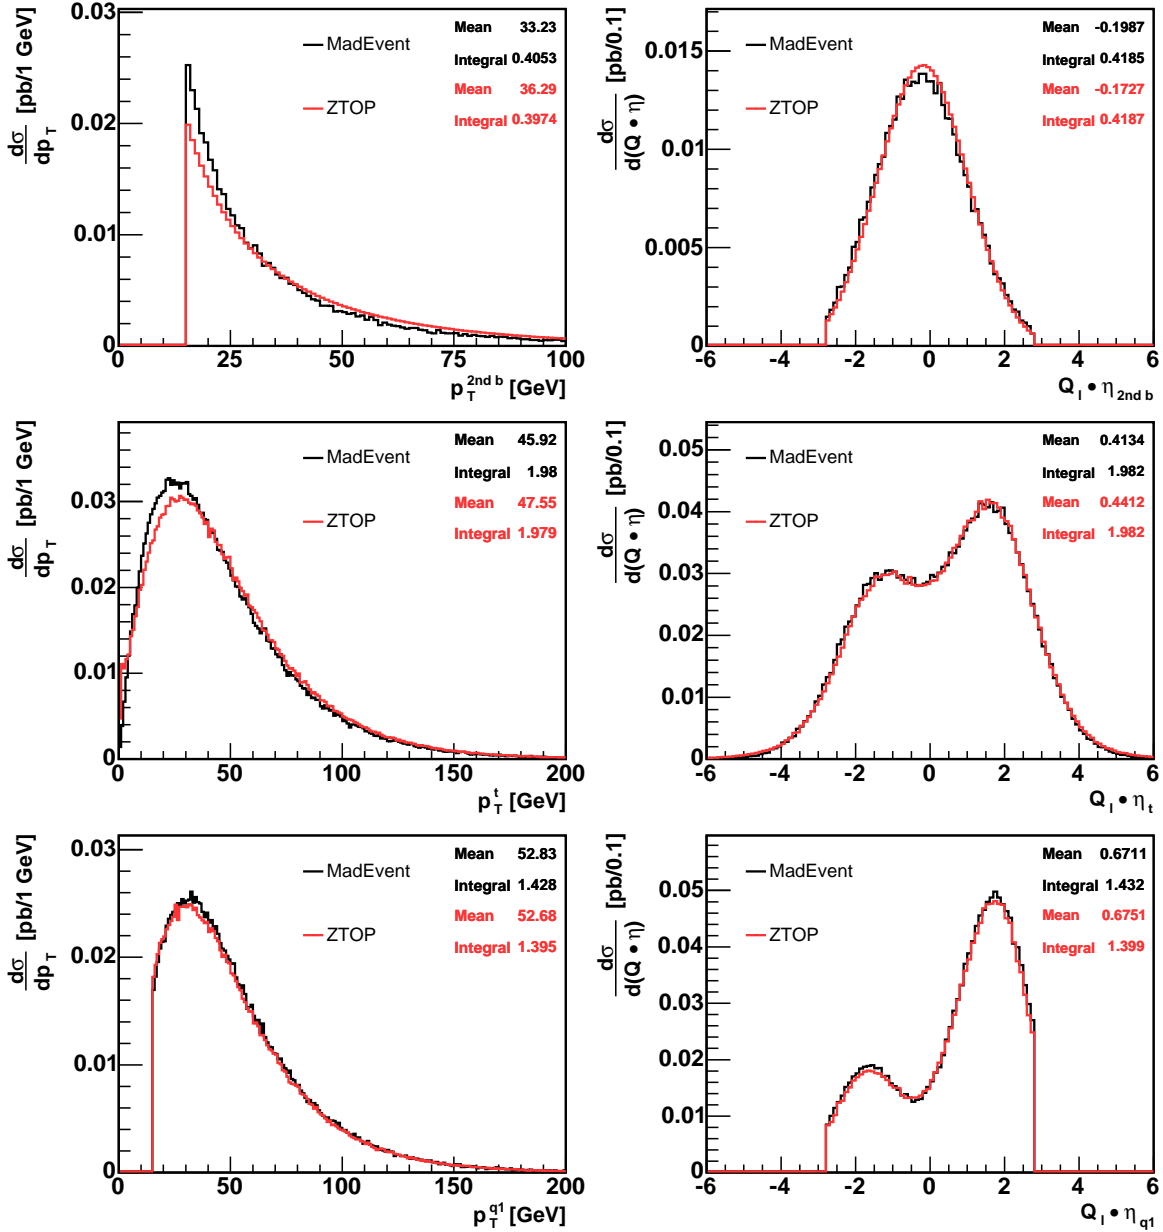 0.03
0.02
0.01
0
dσ
dp_T
[pb/1 GeV]
MadEvent
ZTOP
Mean 33.23
Integral 0.4053
Mean 36.29
Integral 0.3974
0 25 50 75 100
p_T^{2nd b} [GeV]
0.015
0.01
0.005
0
dσ
d(Q • η)
[pb/0.1]
MadEvent
ZTOP
Mean -0.1987
Integral 0.4185
Mean -0.1727
Integral 0.4187
-6 -4 -2 0 2 4 6
Q_l • η_{2nd b}
0.03
0.02
0.01
0
dσ
dp_T
[pb/1 GeV]
MadEvent
ZTOP
Mean 45.92
Integral 1.98
Mean 47.55
Integral 1.979
0 50 100 150 200
p_T^t [GeV]
0.05
0.04
0.03
0.02
0.01
0
dσ
d(Q • η)
[pb/0.1]
MadEvent
ZTOP
Mean 0.4134
Integral 1.982
Mean 0.4412
Integral 1.982
-6 -4 -2 0 2 4 6
Q_l • η_t
0.03
0.02
0.01
0
dσ
dp_T
[pb/1 GeV]
MadEvent
ZTOP
Mean 52.83
Integral 1.428
Mean 52.68
Integral 1.395
0 50 100 150 200
p_T^{q1} [GeV]
0.05
0.04
0.03
0.02
0.01
0
dσ
d(Q • η)
[pb/0.1]
MadEvent
ZTOP
Mean 0.6711
Integral 1.432
Mean 0.6751
Integral 1.399
-6 -4 -2 0 2 4 6
Q_l • η_{q1}